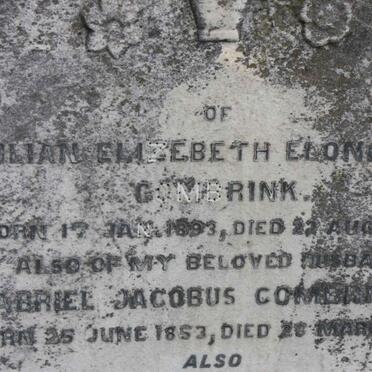 OF
LIAN ELIZEBETH ELON
COMBRINK.
ORN 17 JAN. 1893, DIED 22 AUG
ALSO OF MY BELOVED HUSBA
ABRIEL JACOBUS COMBRI
RN 25 JUNE 1853, DIED 28 MAR
ALSO